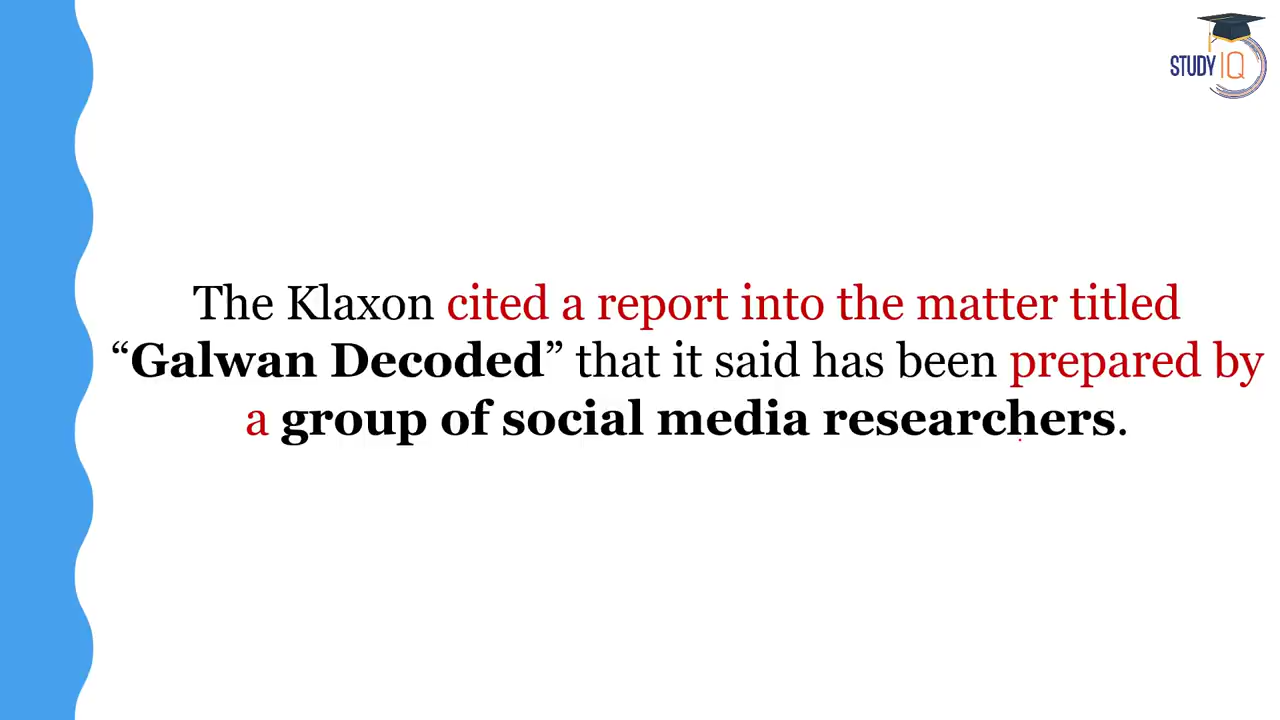 STUDY IQ
The Klaxon cited a report into the matter titled
“Galwan Decoded” that it said has been prepared by
a group of social media researchers.